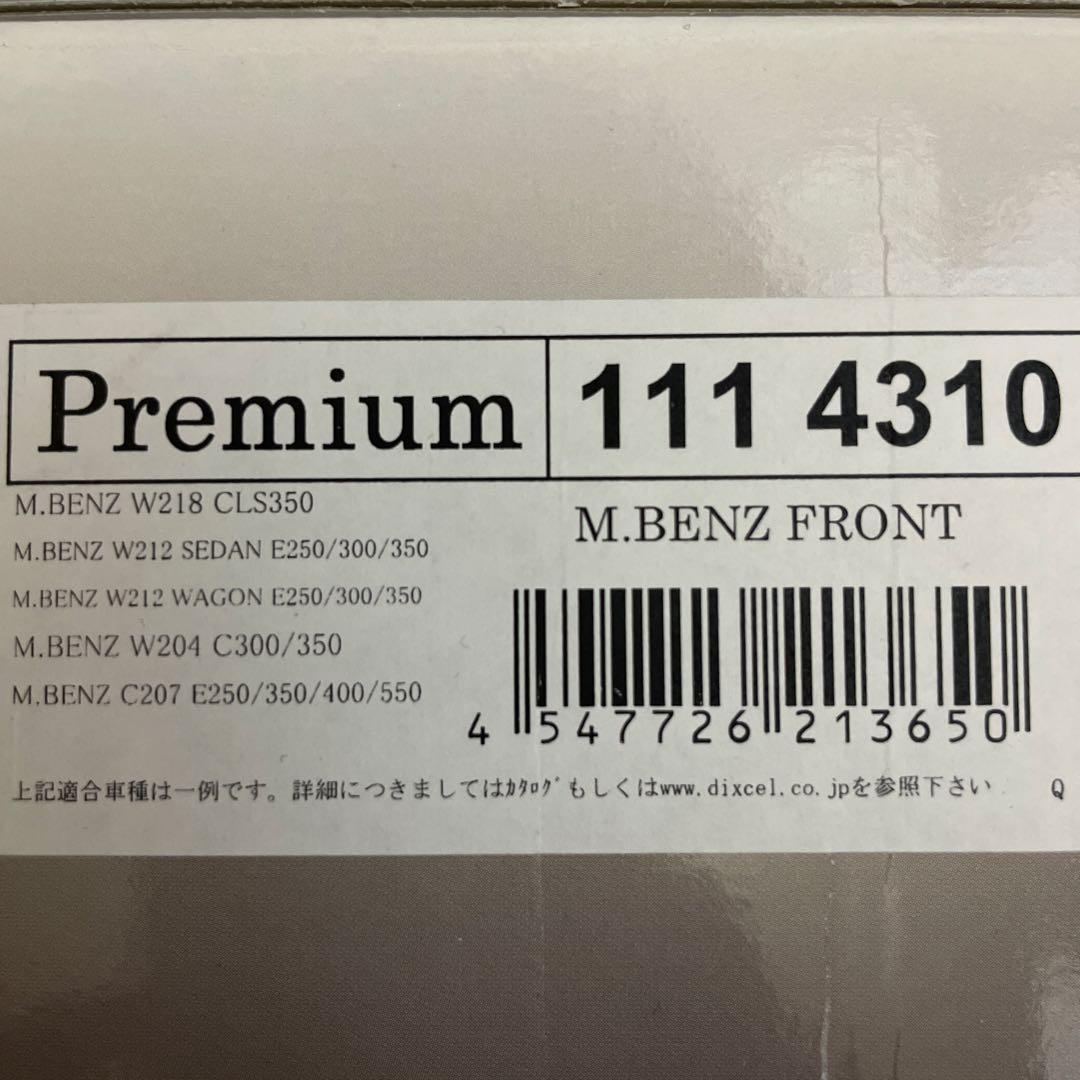 Premium
111 4310
M.BENZ W218 CLS350
M.BENZ W212 SEDAN E250/300/350
M.BENZ W212 WAGON E250/300/350
M.BENZ W204 C300/350
M.BENZ C207 E250/350/400/550
M.BENZ FRONT
4 547726 213650
上記適合車種は一例です。詳細につきましてはｶﾀﾛｸﾞもしくはwww.dixcel.co.jpを参照下さい
Q